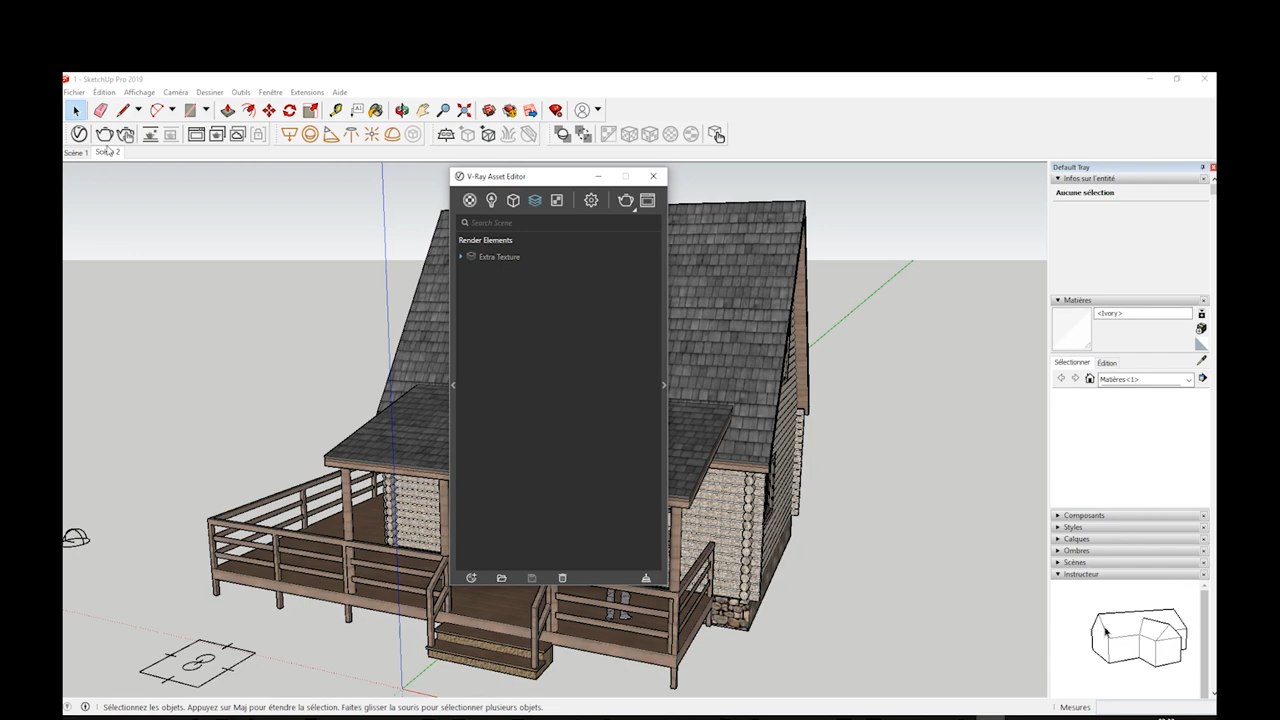 1 - SketchUp Pro 2019
Fichier Édition Affichage Caméra Dessiner Outils Fenêtre Extensions Aide
Scène 1
V-Ray Asset Editor
Search Scene
Render Elements
Extra Texture
Default Tray
Infos sur l'entité
Aucune sélection
Matières
<Ivory>
Sélectionner Édition
Matières<1>
Composants
Styles
Calques
Ombres
Scènes
Instructeur
Sélectionnez les objets. Appuyez sur Maj pour étendre la sélection. Faites glisser la souris pour sélectionner plusieurs objets.
Mesures